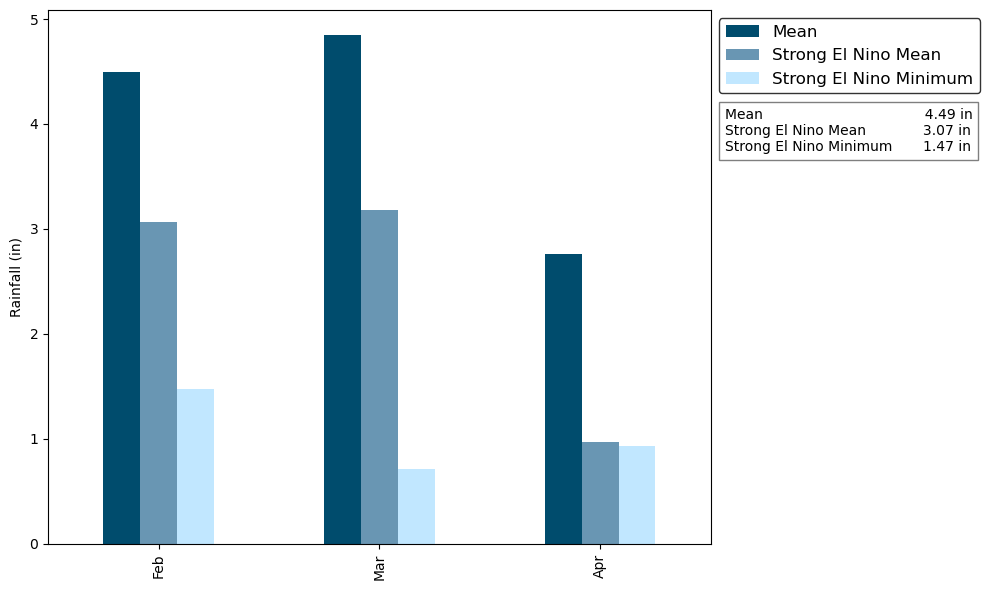 Rainfall (in)
5
4
3
2
1
0
Feb
Mar
Apr
Mean
Strong El Nino Mean
Strong El Nino Minimum
Mean 4.49 in
Strong El Nino Mean 3.07 in
Strong El Nino Minimum 1.47 in